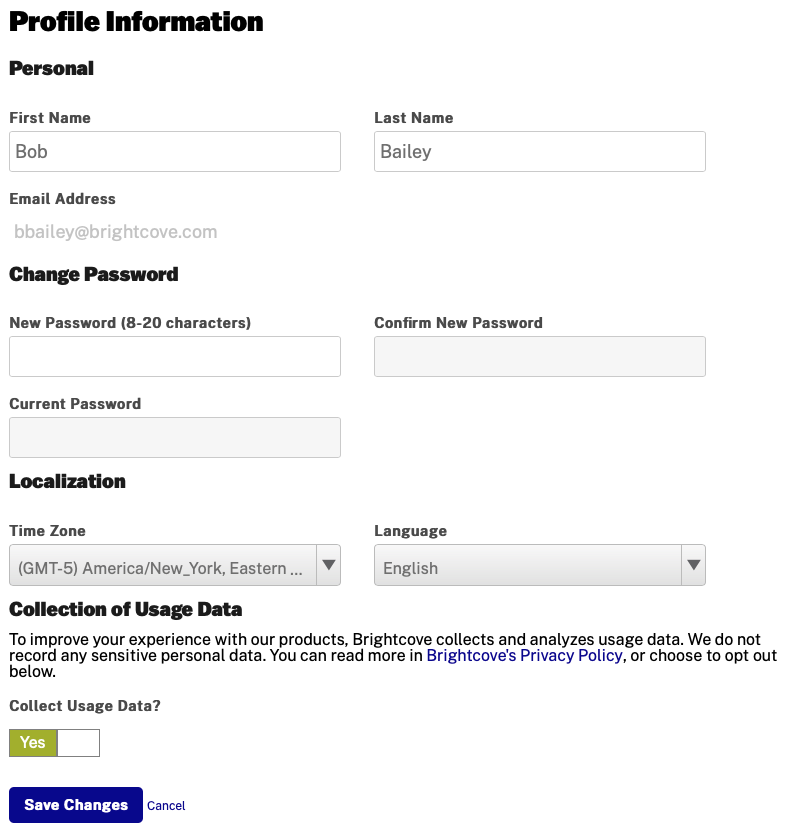 Profile Information
Personal
First Name
Last Name
Bob
Bailey
Email Address
bbailey@brightcove.com
Change Password
New Password (8-20 characters)
Confirm New Password
Current Password
Localization
Time Zone
Language
(GMT-5) America/New_York, Eastern ...
English
Collection of Usage Data
To improve your experience with our products, Brightcove collects and analyzes usage data. We do not
record any sensitive personal data. You can read more in Brightcove's Privacy Policy, or choose to opt out
below.
Collect Usage Data?
Yes
Save Changes
Cancel